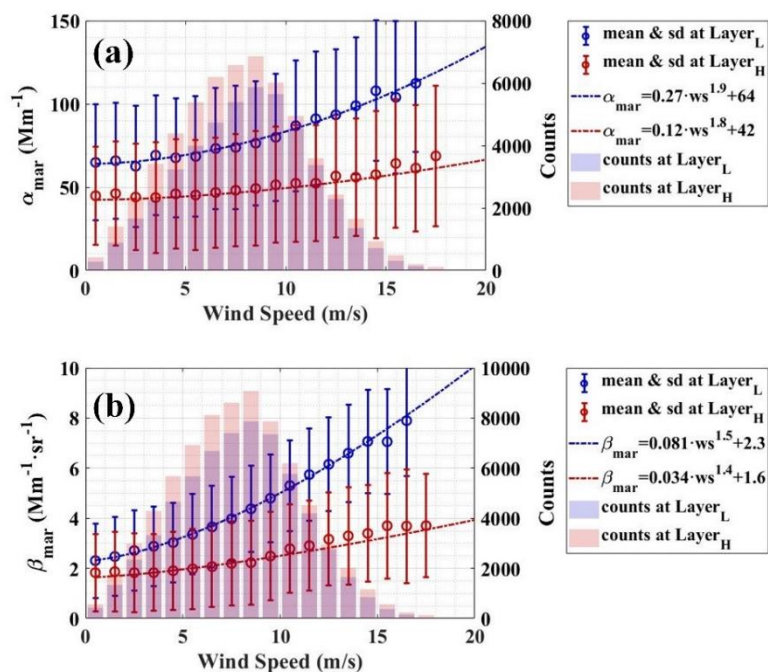 (a)
α_mar (Mm⁻¹)
150
100
50
0
8000
6000
4000
2000
0
Counts
0 5 10 15 20
Wind Speed (m/s)
mean & sd at Layer_L
mean & sd at Layer_H
α_mar=0.27·ws^1.9+64
α_mar=0.12·ws^1.8+42
counts at Layer_L
counts at Layer_H
(b)
β_mar (Mm⁻¹·sr⁻¹)
10
8
6
4
2
0
10000
8000
6000
4000
2000
0
Counts
0 5 10 15 20
Wind Speed (m/s)
mean & sd at Layer_L
mean & sd at Layer_H
β_mar=0.081·ws^1.5+2.3
β_mar=0.034·ws^1.4+1.6
counts at Layer_L
counts at Layer_H